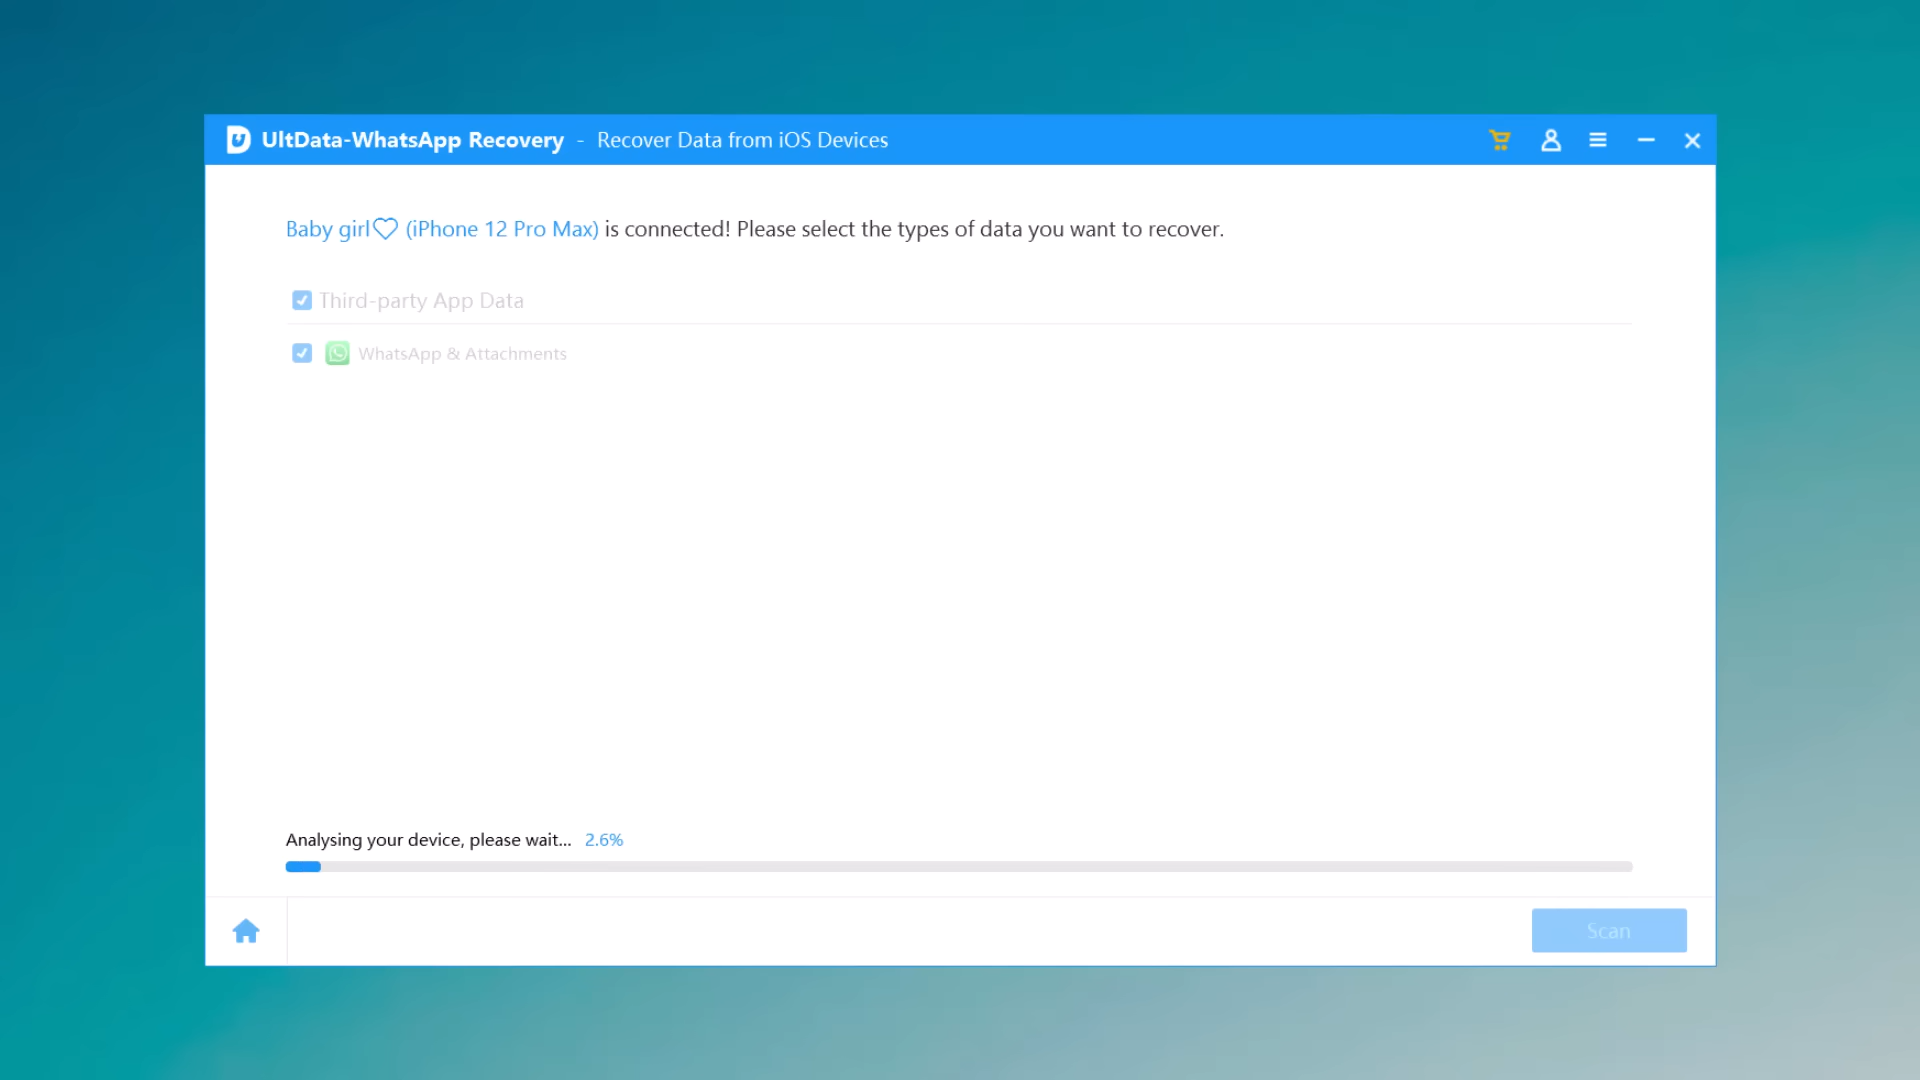 UltData-WhatsApp Recovery - Recover Data from iOS Devices
Baby girl♡ (iPhone 12 Pro Max) is connected! Please select the types of data you want to recover.
Third-party App Data
WhatsApp & Attachments
Analysing your device, please wait... 2.6%
Scan